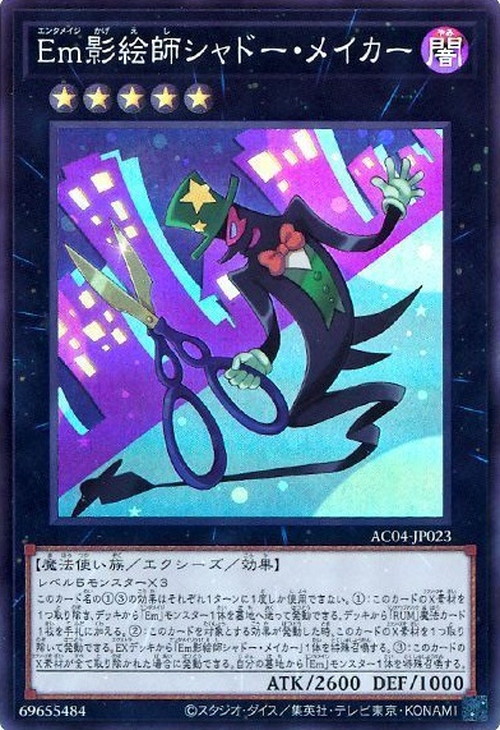 Em影絵師シャドー・メイカー
闇
AC04-JP023
【魔法使い族／エクシーズ／効果】
レベル5モンスター×3
このカード名の①③の効果はそれぞれ1ターンに1度しか使用できない。①：このカードのX素材を
1つ取り除き、デッキから「Em」モンスター1体を墓地へ送って発動できる。デッキから「RUM」魔法カード
1枚を手札に加える。②：このカードを対象とする効果が発動した時、このカードのX素材を1つ取り
除いて発動できる。EXデッキから「Em影絵師シャドー・メイカー」1体を特殊召喚する。③：このカードの
X素材が全て取り除かれた場合に発動できる。自分の墓地から「Em」モンスター1体を特殊召喚する。
ATK/2600 DEF/1000
69655484
©スタジオ・ダイス／集英社・テレビ東京・KONAMI